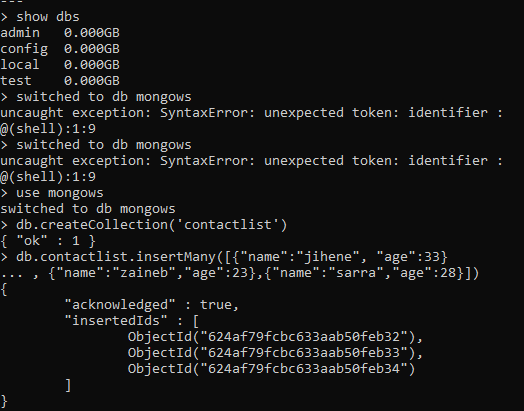 ---
> show dbs
admin   0.000GB
config  0.000GB
local   0.000GB
test    0.000GB
> switched to db mongows
uncaught exception: SyntaxError: unexpected token: identifier :
@(shell):1:9
> switched to db mongows
uncaught exception: SyntaxError: unexpected token: identifier :
@(shell):1:9
> use mongows
switched to db mongows
> db.createCollection('contactlist')
{ "ok" : 1 }
> db.contactlist.insertMany([{"name":"jihene", "age":33}
... , {"name":"zaineb","age":23},{"name":"sarra","age":28}])
{
        "acknowledged" : true,
        "insertedIds" : [
                ObjectId("624af79fcbc633aab50feb32"),
                ObjectId("624af79fcbc633aab50feb33"),
                ObjectId("624af79fcbc633aab50feb34")
        ]
}